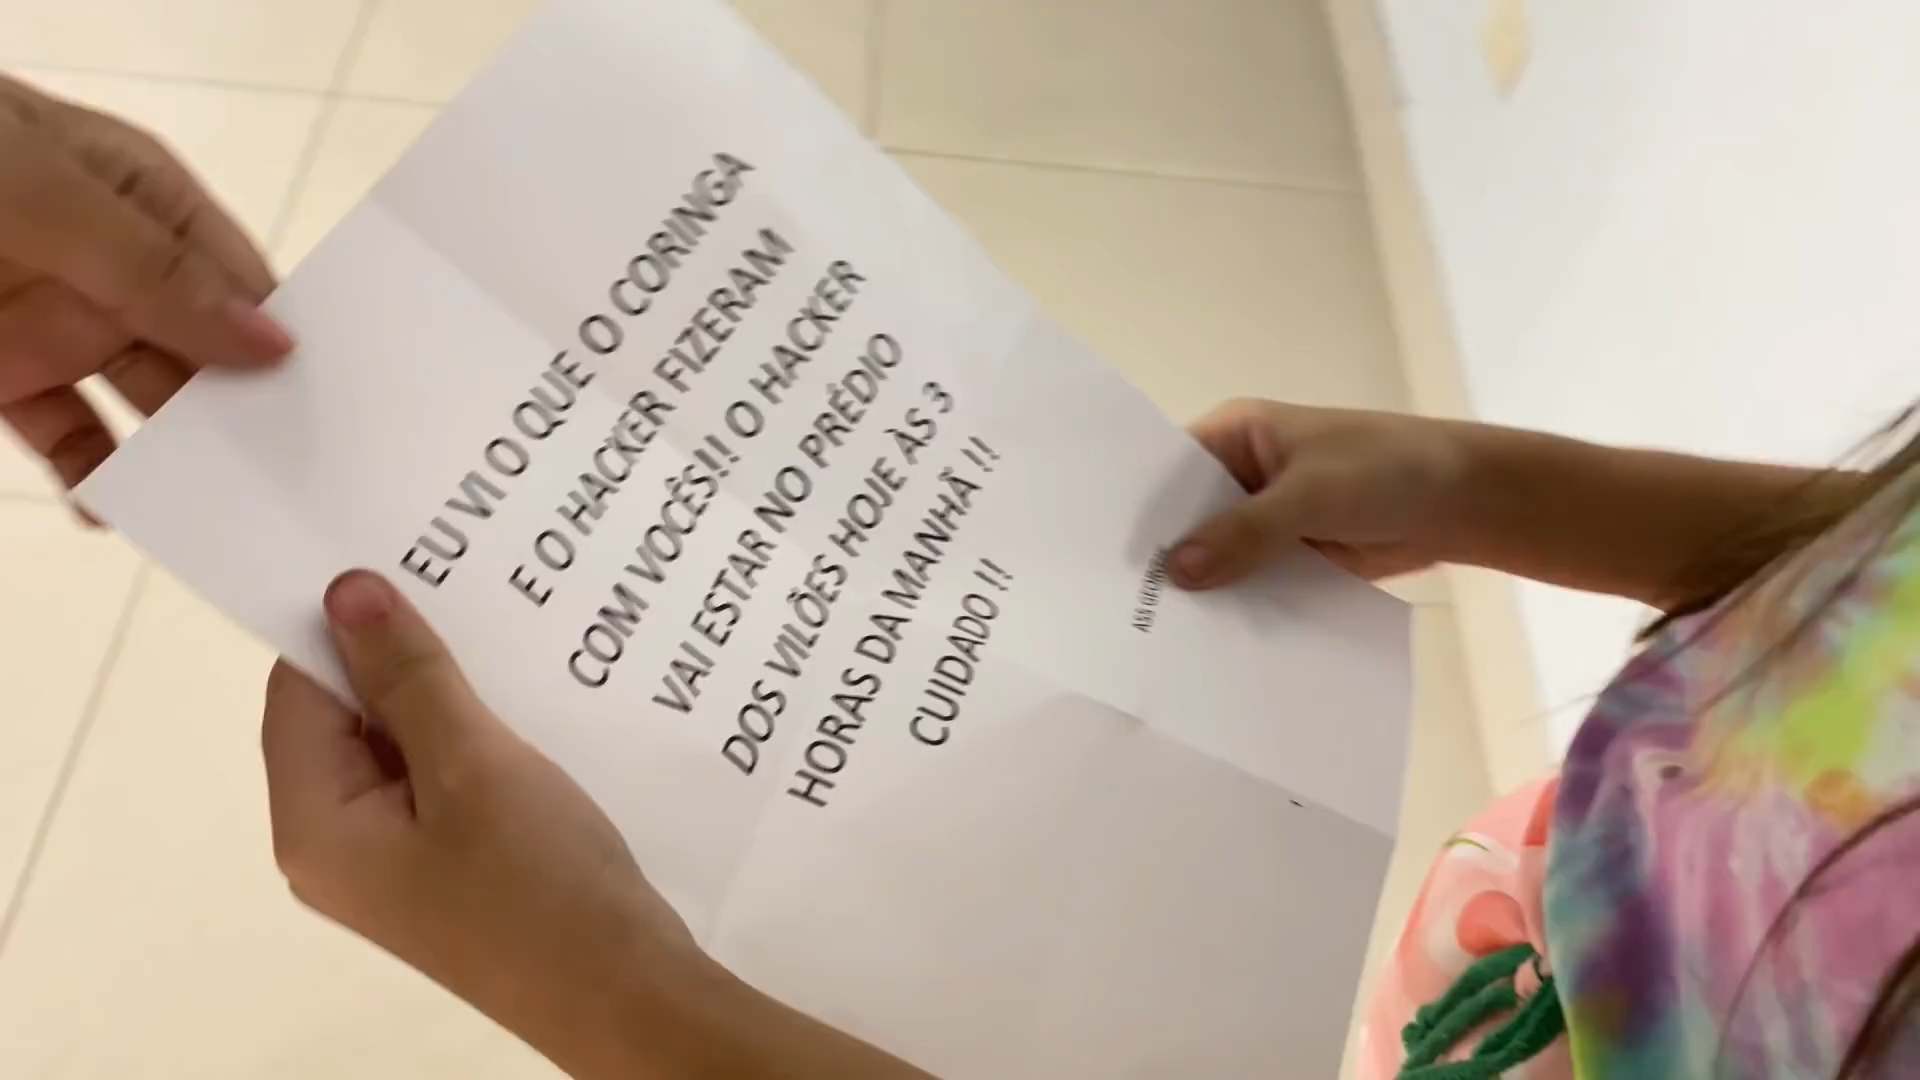 EU VI O QUE O CORINGA
E O HACKER FIZERAM
COM VOCÊS!! O HACKER
VAI ESTAR NO PRÉDIO
DOS VILÕES HOJE ÀS 3
HORAS DA MANHÃ !!
CUIDADO !!
ASS